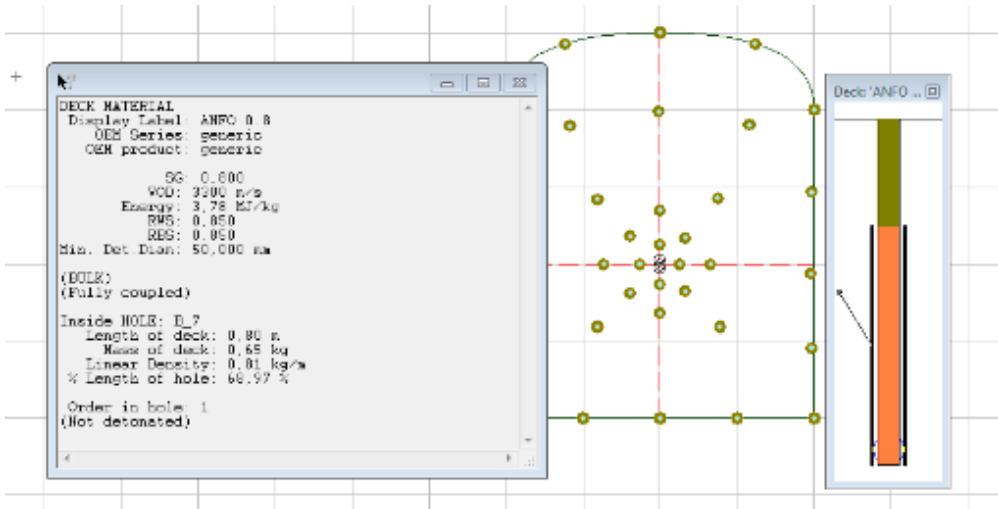 DECK MATERIAL
Display Label: ANFO 0.8
OEM Series: generic
OEM product: generic
SG: 0.800
VOD: 3300 m/s
Energy: 3,78 MJ/kg
RWS: 0.850
RBS: 0.850
Min. Det.Diam: 50,000 mm
(BULK)
(Fully coupled)
Inside HOLE: B_7
Length of deck: 0,80 m
Mass of deck: 0,65 kg
Linear Density: 0,81 kg/m
% Length of hole: 68.97 %
Order in hole: 1
(Not detonated)
Deck: 'ANFO ...